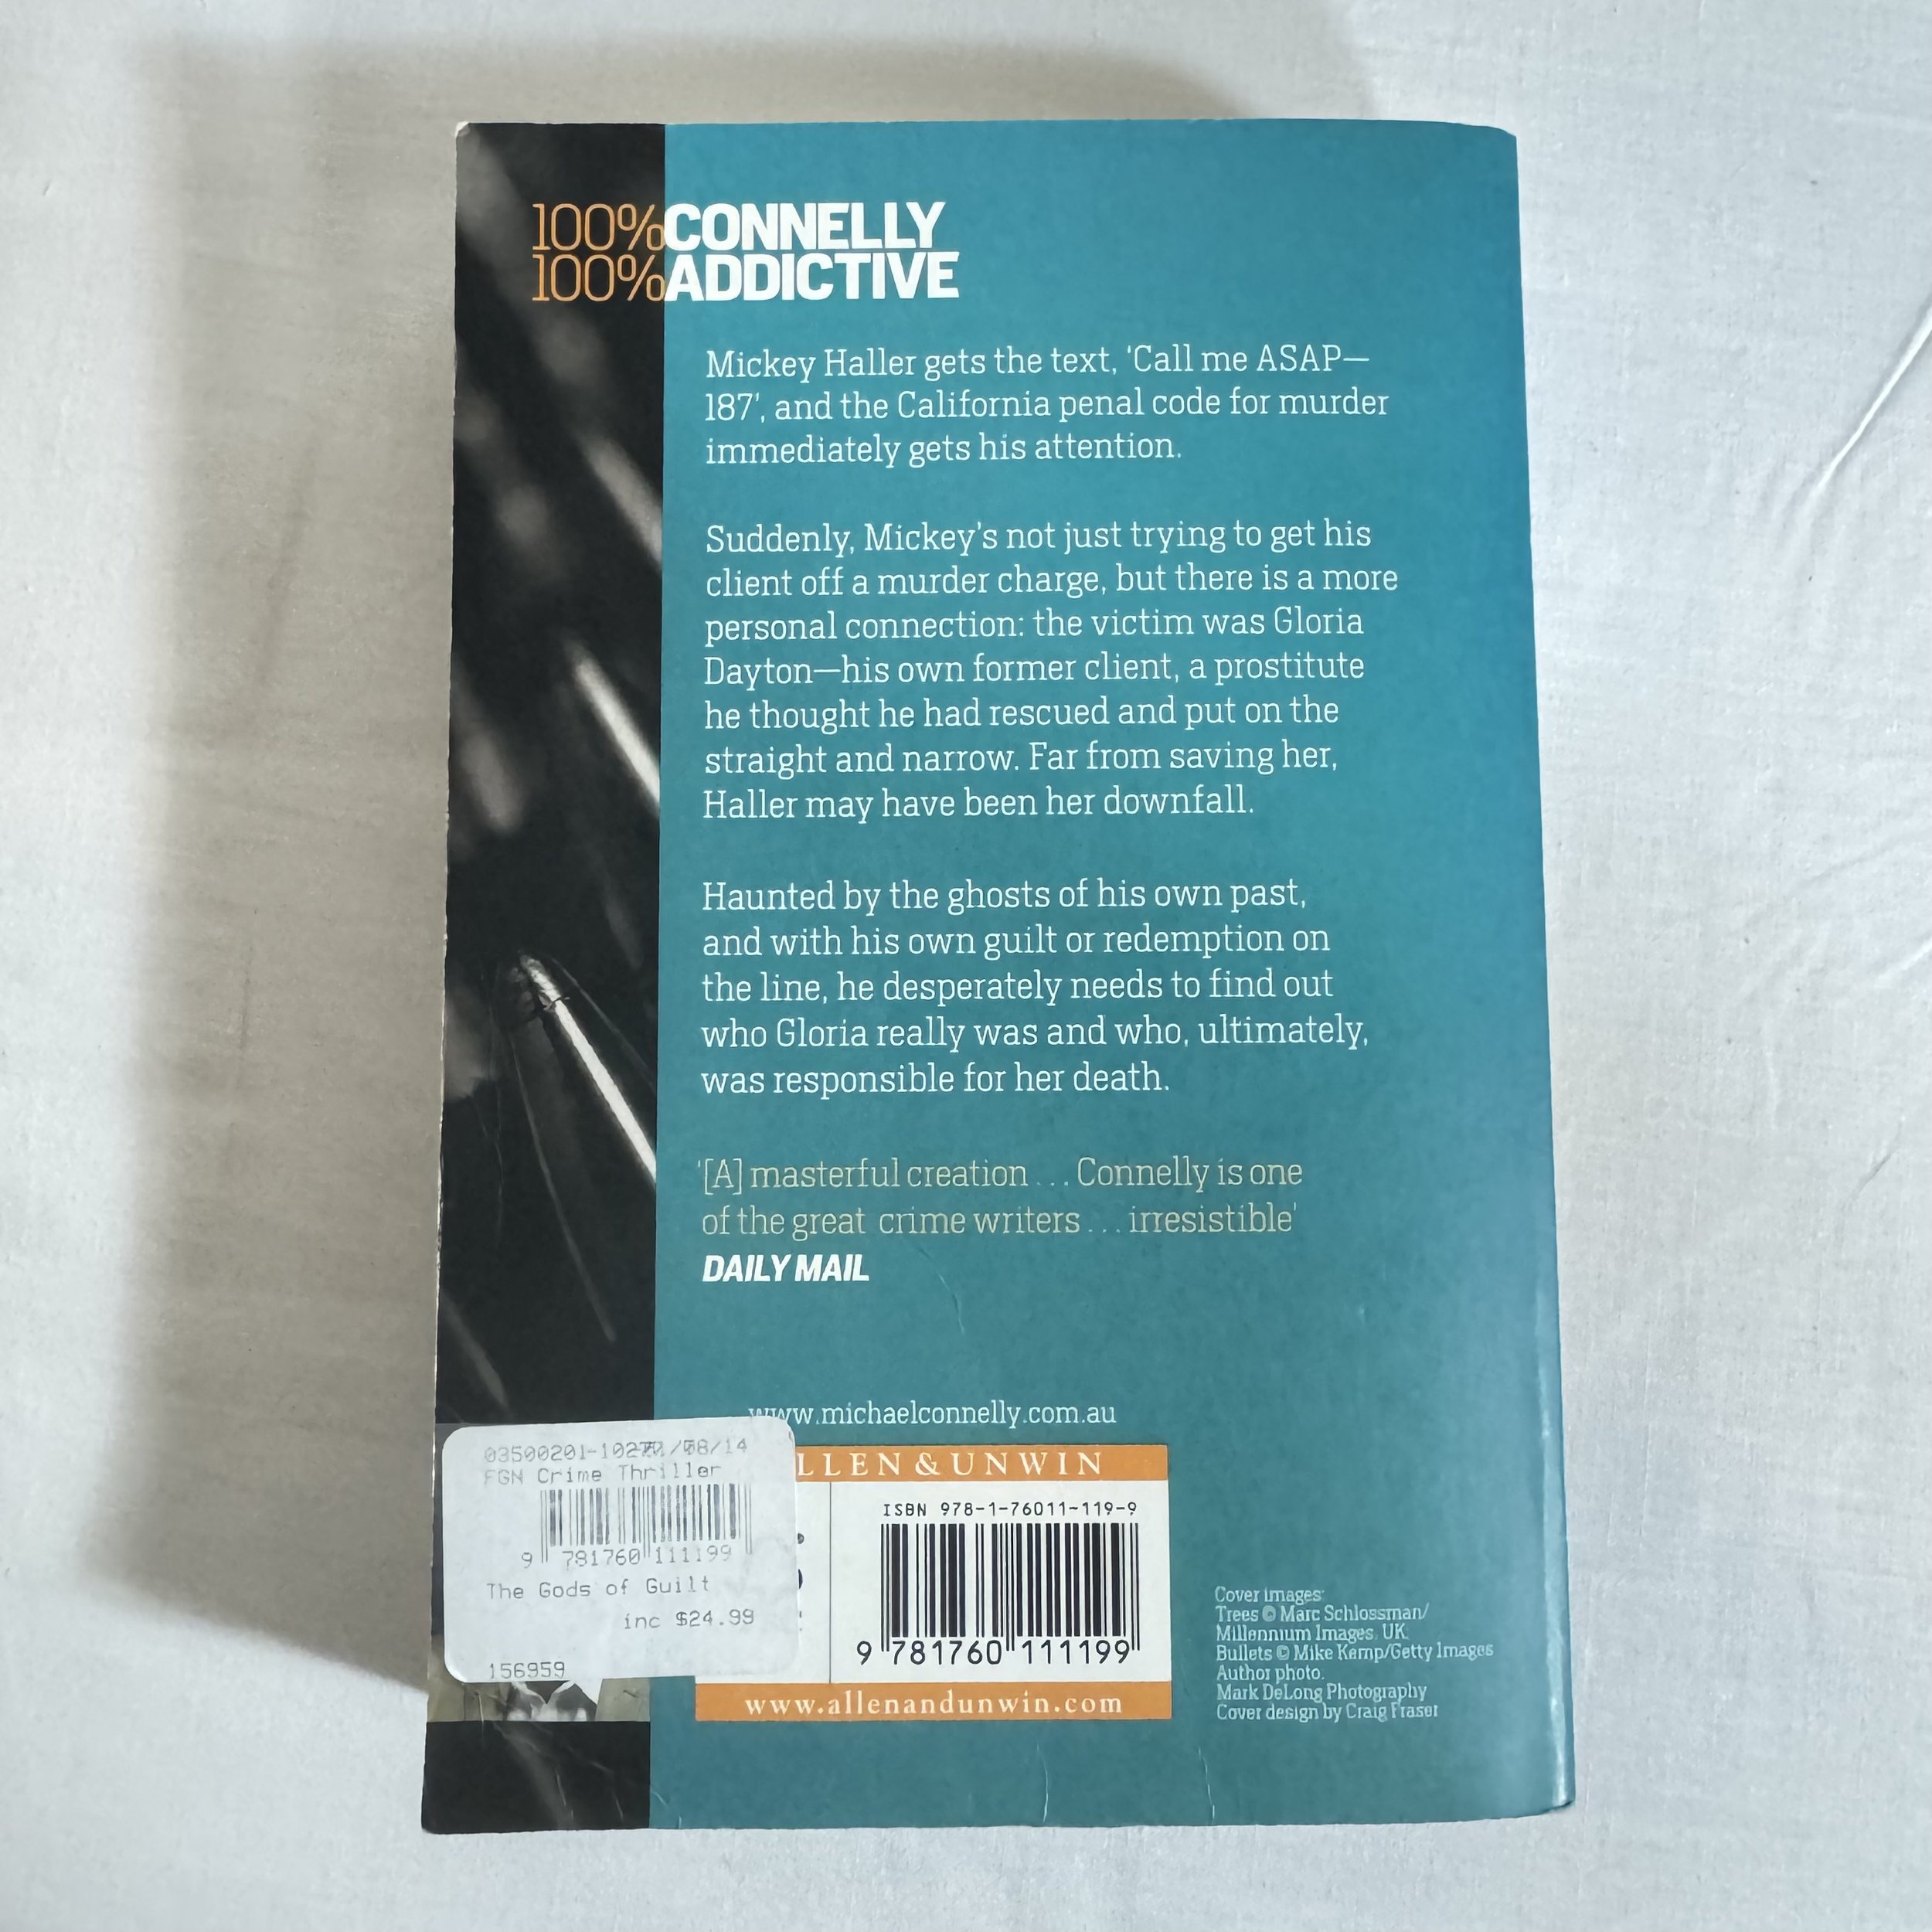 100%CONNELLY
100%ADDICTIVE
Mickey Haller gets the text, ‘Call me ASAP—
187’, and the California penal code for murder
immediately gets his attention.
Suddenly, Mickey’s not just trying to get his
client off a murder charge, but there is a more
personal connection: the victim was Gloria
Dayton—his own former client, a prostitute
he thought he had rescued and put on the
straight and narrow. Far from saving her,
Haller may have been her downfall.
Haunted by the ghosts of his own past,
and with his own guilt or redemption on
the line, he desperately needs to find out
who Gloria really was and who, ultimately,
was responsible for her death.
‘[A] masterful creation . . . Connelly is one
of the great crime writers . . . irresistible’
DAILY MAIL
www.michaelconnelly.com.au
/08/14
FGN Crime Thriller
9 781760 111199
The Gods of Guilt
inc $24.99
156959
LLEN & UNWIN
ISBN 978-1-76011-119-9
9 781760 111199
www.allenandunwin.com
Cover images:
Trees © Marc Schlossman/
Millennium Images, UK
Bullets © Mike Kemp/Getty Images
Author photo:
Mark DeLong Photography
Cover design by Craig Fraser